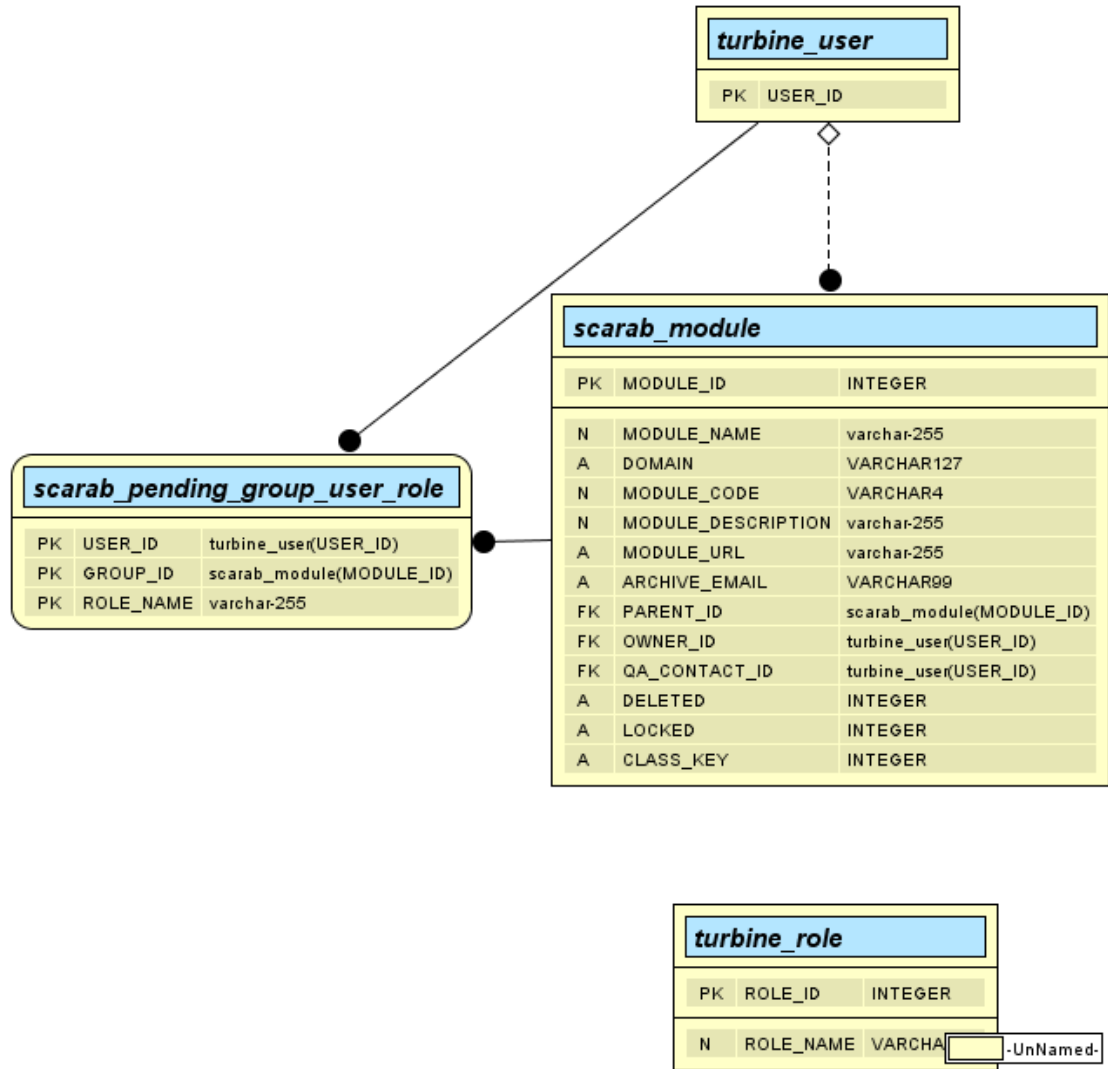 turbine_user
PK USER_ID
scarab_module
PK MODULE_ID INTEGER
N MODULE_NAME varchar-255
A DOMAIN VARCHAR127
N MODULE_CODE VARCHAR4
N MODULE_DESCRIPTION varchar-255
A MODULE_URL varchar-255
A ARCHIVE_EMAIL VARCHAR99
FK PARENT_ID scarab_module(MODULE_ID)
FK OWNER_ID turbine_user(USER_ID)
FK QA_CONTACT_ID turbine_user(USER_ID)
A DELETED INTEGER
A LOCKED INTEGER
A CLASS_KEY INTEGER
scarab_pending_group_user_role
PK USER_ID turbine_user(USER_ID)
PK GROUP_ID scarab_module(MODULE_ID)
PK ROLE_NAME varchar-255
turbine_role
PK ROLE_ID INTEGER
N ROLE_NAME VARCHA
-UnNamed-